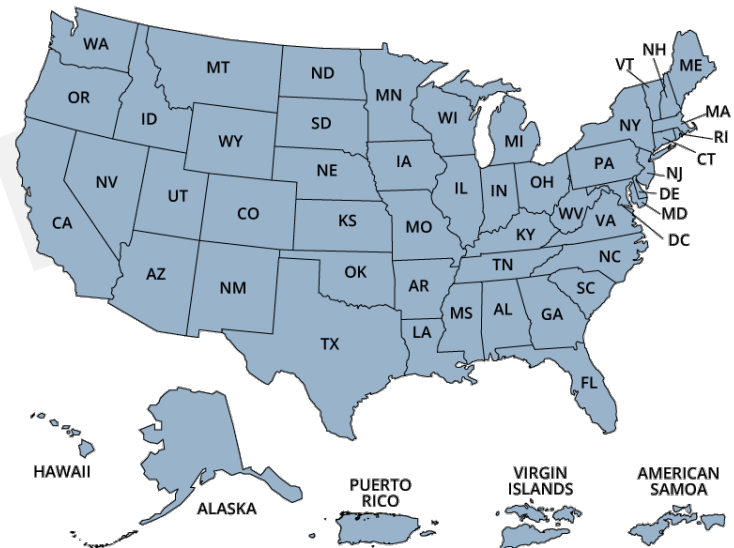 WA
MT
ND
MN
OR
ID
SD
WI
MI
NY
VT
NH
ME
MA
RI
CT
WY
NE
IA
PA
NJ
NV
UT
CO
KS
MO
IL
IN
OH
DE
MD
CA
KY
WV
VA
DC
AZ
NM
OK
AR
TN
NC
SC
TX
LA
MS
AL
GA
FL
HAWAII
ALASKA
PUERTO
RICO
VIRGIN
ISLANDS
AMERICAN
SAMOA